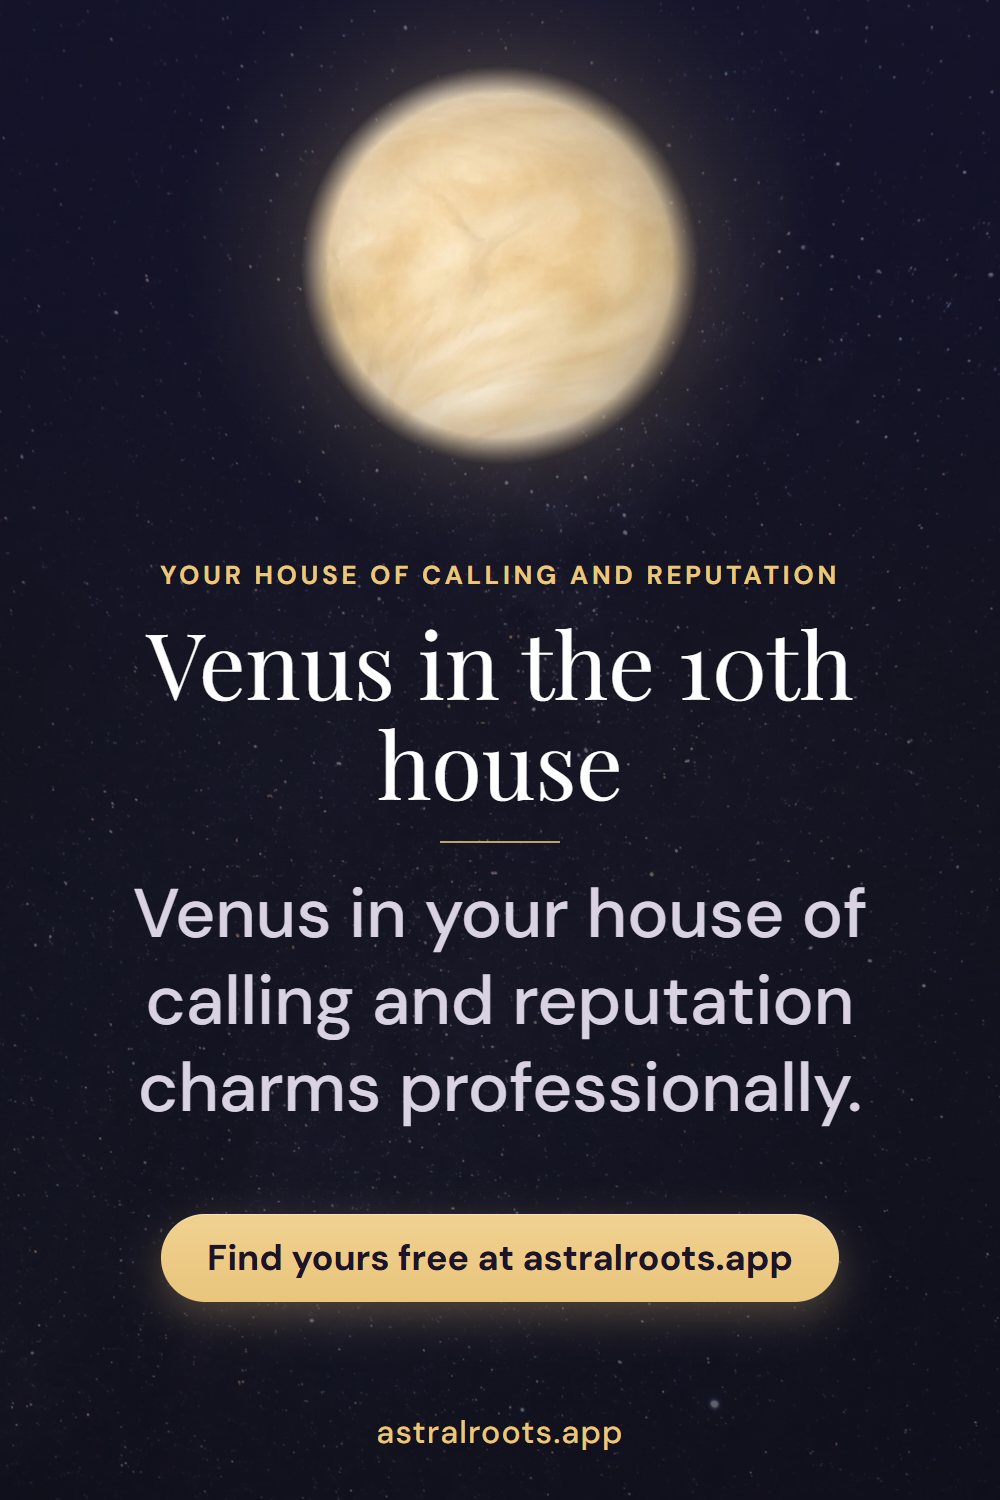 YOUR HOUSE OF CALLING AND REPUTATION
Venus in the 10th
house
Venus in your house of
calling and reputation
charms professionally.
Find yours free at astralroots.app
astralroots.app